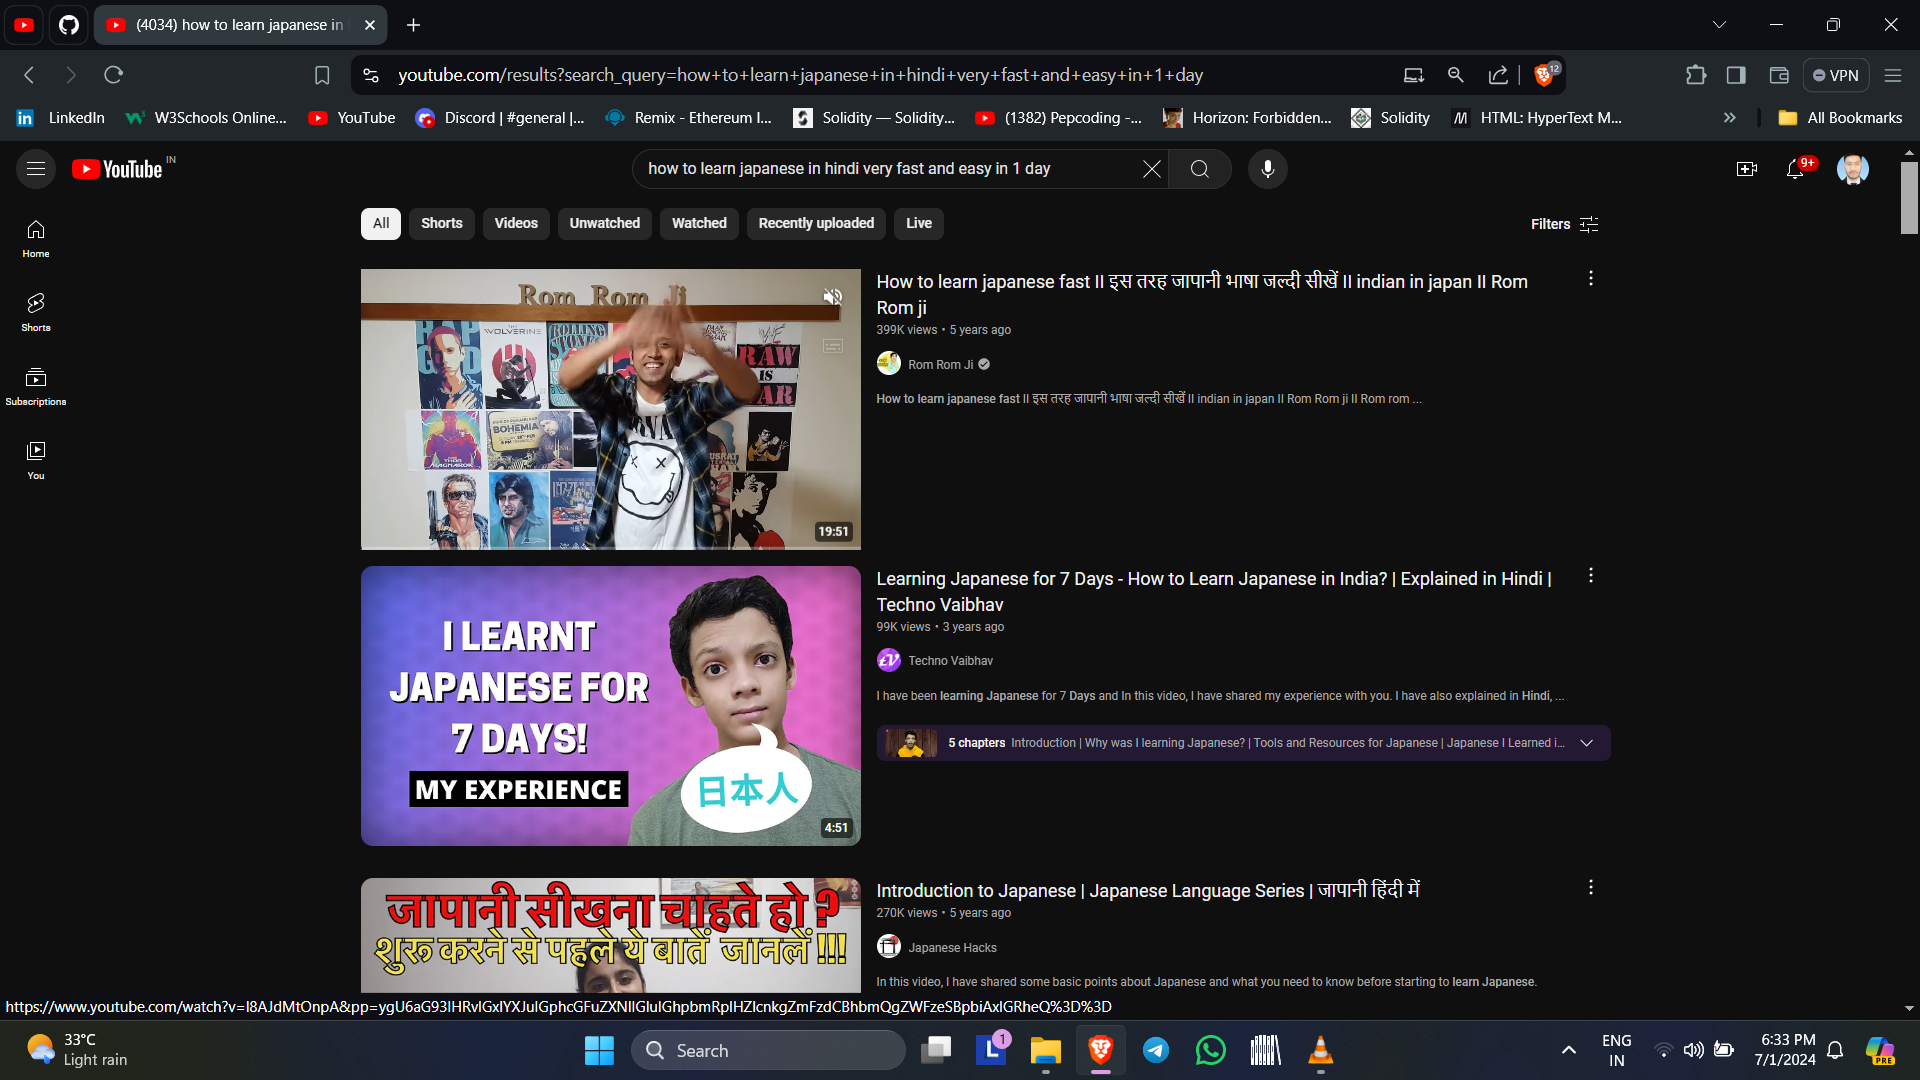 (4034) how to learn japanese in
youtube.com/results?search_query=how+to+learn+japanese+in+hindi+very+fast+and+easy+in+1+day
12
VPN
LinkedIn
W3Schools Online...
YouTube
Discord | #general |...
Remix - Ethereum I...
Solidity — Solidity...
(1382) Pepcoding -...
Horizon: Forbidden...
Solidity
HTML: HyperText M...
All Bookmarks
YouTube IN
how to learn japanese in hindi very fast and easy in 1 day
9+
All
Shorts
Videos
Unwatched
Watched
Recently uploaded
Live
Filters
Home
Shorts
Subscriptions
You
Rom Rom Ji
WOLVERINE
ROLLING
BOHEMIA
RAW
IS
19:51
How to learn japanese fast II इस तरह जापानी भाषा जल्दी सीखें II indian in japan II Rom
Rom ji
399K views • 5 years ago
Rom Rom Ji
How to learn japanese fast II इस तरह जापानी भाषा जल्दी सीखें II indian in japan II Rom Rom ji II Rom rom ...
I LEARNT
JAPANESE FOR
7 DAYS!
MY EXPERIENCE
日本人
4:51
Learning Japanese for 7 Days - How to Learn Japanese in India? | Explained in Hindi |
Techno Vaibhav
99K views • 3 years ago
Techno Vaibhav
I have been learning Japanese for 7 Days and In this video, I have shared my experience with you. I have also explained in Hindi, ...
5 chapters Introduction | Why was I learning Japanese? | Tools and Resources for Japanese | Japanese I Learned i...
जापानी सीखना चाहते हो ?
शुरू करने से पहले ये बातें जानलें !!!
Introduction to Japanese | Japanese Language Series | जापानी हिंदी में
270K views • 5 years ago
Japanese Hacks
In this video, I have shared some basic points about Japanese and what you need to know before starting to learn Japanese.
33°C
Light rain
Search
1
ENG
IN
6:33 PM
7/1/2024
PRE